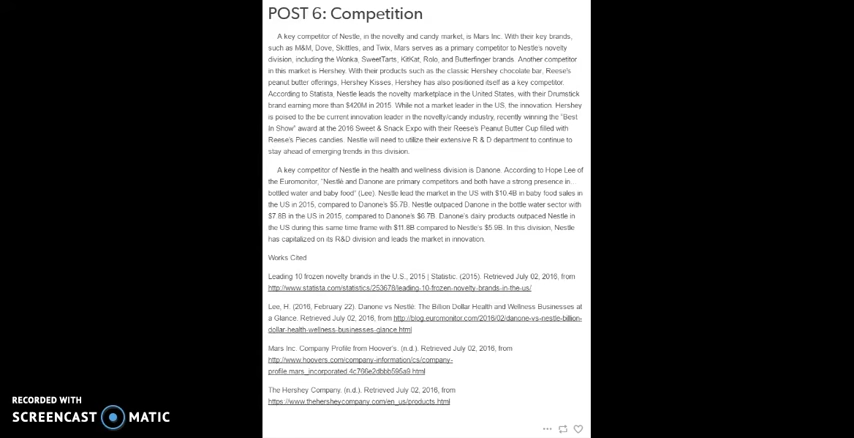 POST 6: Competition
A key competitor of Nestle, in the novelty and candy market, is Mars Inc. With their key brands,
such as M&M, Dove, Skittles, and Twix, Mars serves as a primary competitor to Nestle's novelty
division, including the Wonka, SweetTarts, KitKat, Rolo, and Butterfinger brands. Another competitor
in this market is Hershey. With their products such as the classic Hershey chocolate bar, Reese's
peanut butter offerings, Hershey Kisses, Hershey has also positioned itself as a key competitor.
According to Statista, Nestle leads the novelty marketplace in the United States, with their Drumstick
brand earning more than $420M in 2015. While not a market leader in the US, the innovation. Hershey
is poised to the be current innovation leader in the novelty/candy industry, recently winning the "Best
In Show" award at the 2016 Sweet & Snack Expo with their Reese's Peanut Butter Cup filled with
Reese's Pieces candies. Nestle will need to utilize their extensive R & D department to continue to
stay ahead of emerging trends in this division.
A key competitor of Nestle in the health and wellness division is Danone. According to Hope Lee of
the Euromonitor, "Nestlé and Danone are primary competitors and both have a strong presence in
bottled water and baby food" (Lee). Nestle lead the market in the US with $10.4B in baby food sales in
the US in 2015, compared to Danone's $5.7B. Nestle outpaced Danone in the bottle water sector with
$7.8B in the US in 2015, compared to Danone's $6.7B. Danone's dairy products outpaced Nestle in
the US during this same time frame with $11.8B compared to Nestle's $5.9B. In this division, Nestle
has capitalized on its R&D division and leads the market in innovation.
Works Cited
Leading 10 frozen novelty brands in the U.S., 2015 | Statistic. (2015). Retrieved July 02, 2016, from
http://www.statista.com/statistics/253678/leading-10-frozen-novelty-brands-in-the-us/
Lee, H. (2016, February 22). Danone vs Nestlé: The Billion Dollar Health and Wellness Businesses at
a Glance. Retrieved July 02, 2016, from http://blog.euromonitor.com/2016/02/danone-vs-nestle-billion-
dollar-health-wellness-businesses-glance.html
Mars Inc. Company Profile from Hoover's. (n.d.). Retrieved July 02, 2016, from
http://www.hoovers.com/company-information/cs/company-
profile.mars_incorporated.4c766e2dbbb595a9.html
The Hershey Company. (n.d.). Retrieved July 02, 2016, from
https://www.thehersheycompany.com/en_us/products.html
RECORDED WITH
SCREENCAST MATIC